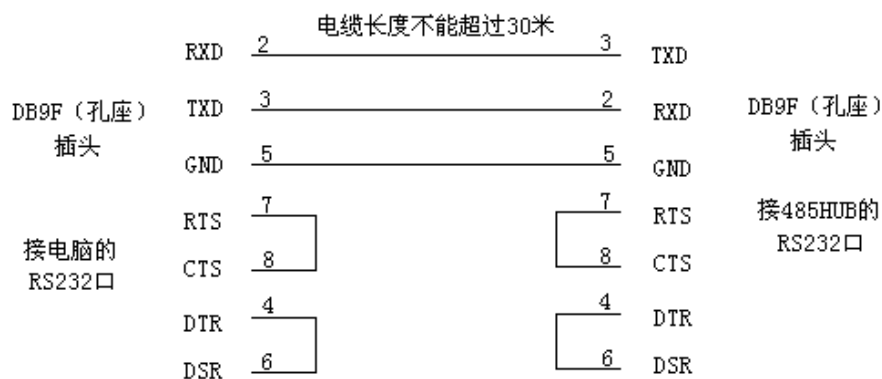 电缆长度不能超过30米
RXD 2 3 TXD
DB9F（孔座）
插头
TXD 3 2 RXD
DB9F（孔座）
插头
GND 5 5 GND
RTS 7 7 RTS
接电脑的
RS232口
CTS 8 8 CTS
接485HUB的
RS232口
DTR 4 4 DTR
DSR 6 6 DSR